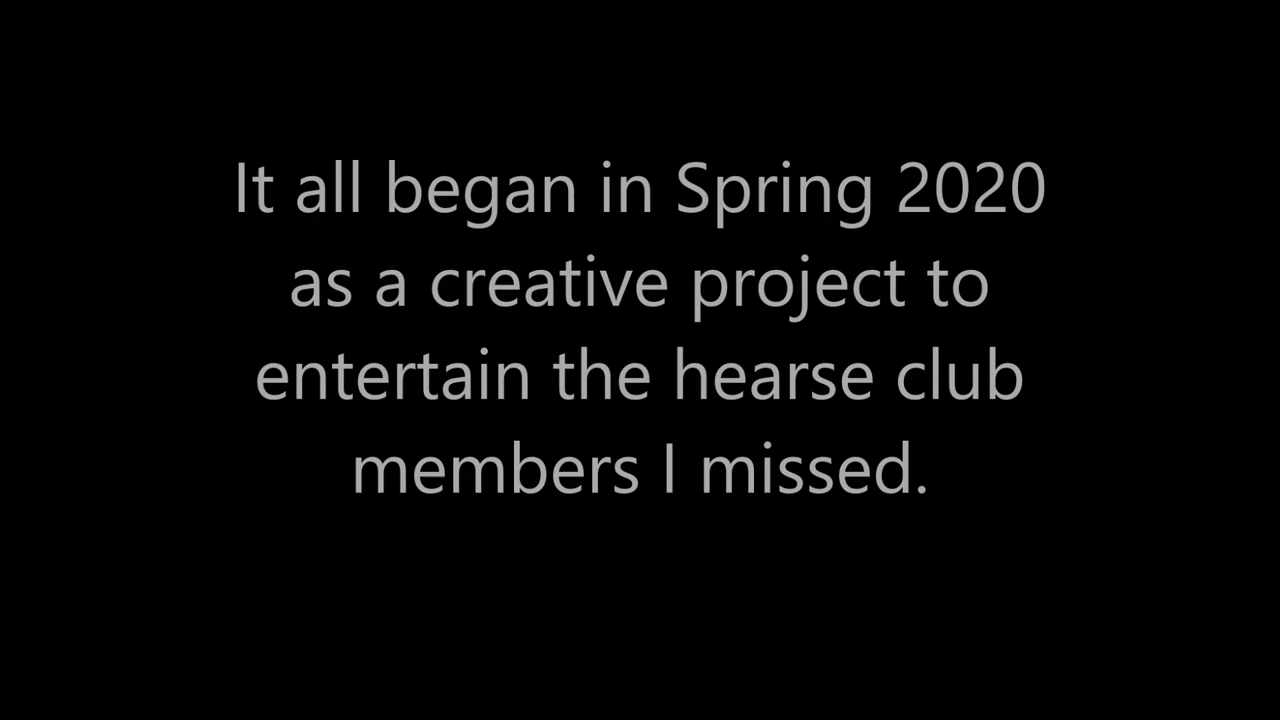 It all began in Spring 2020
as a creative project to
entertain the hearse club
members I missed.